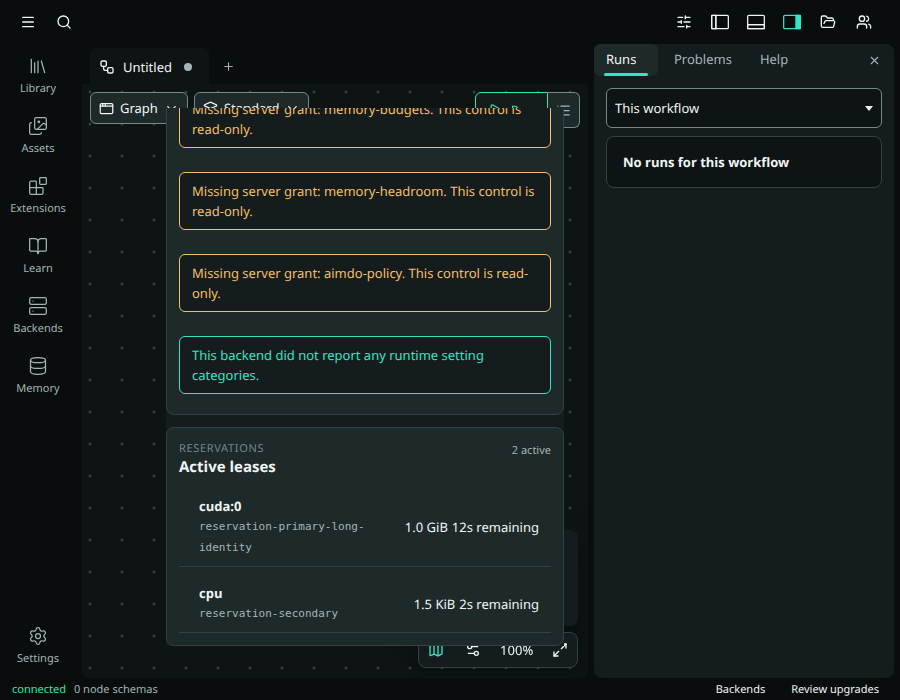 Untitled
Runs
Problems
Help
Library
Assets
Extensions
Learn
Backends
Memory
Settings
Graph
Standard
This workflow
No runs for this workflow
Missing server grant: memory-budgets. This control is
read-only.
Missing server grant: memory-headroom. This control is
read-only.
Missing server grant: aimdo-policy. This control is read-
only.
This backend did not report any runtime setting
categories.
RESERVATIONS
Active leases
2 active
cuda:0
reservation-primary-long-
identity
1.0 GiB 12s remaining
cpu
reservation-secondary
1.5 KiB 2s remaining
100%
connected
0 node schemas
Backends
Review upgrades